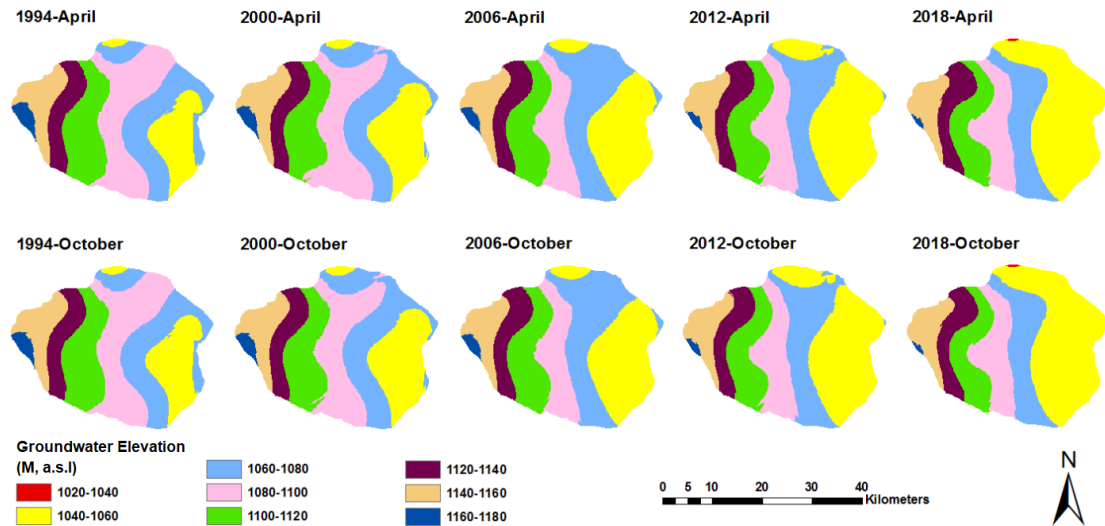 1994-April
2000-April
2006-April
2012-April
2018-April
1994-October
2000-October
2006-October
2012-October
2018-October
Groundwater Elevation
(M, a.s.l)
1020-1040
1040-1060
1060-1080
1080-1100
1100-1120
1120-1140
1140-1160
1160-1180
0 5 10 20 30 40
Kilometers
N